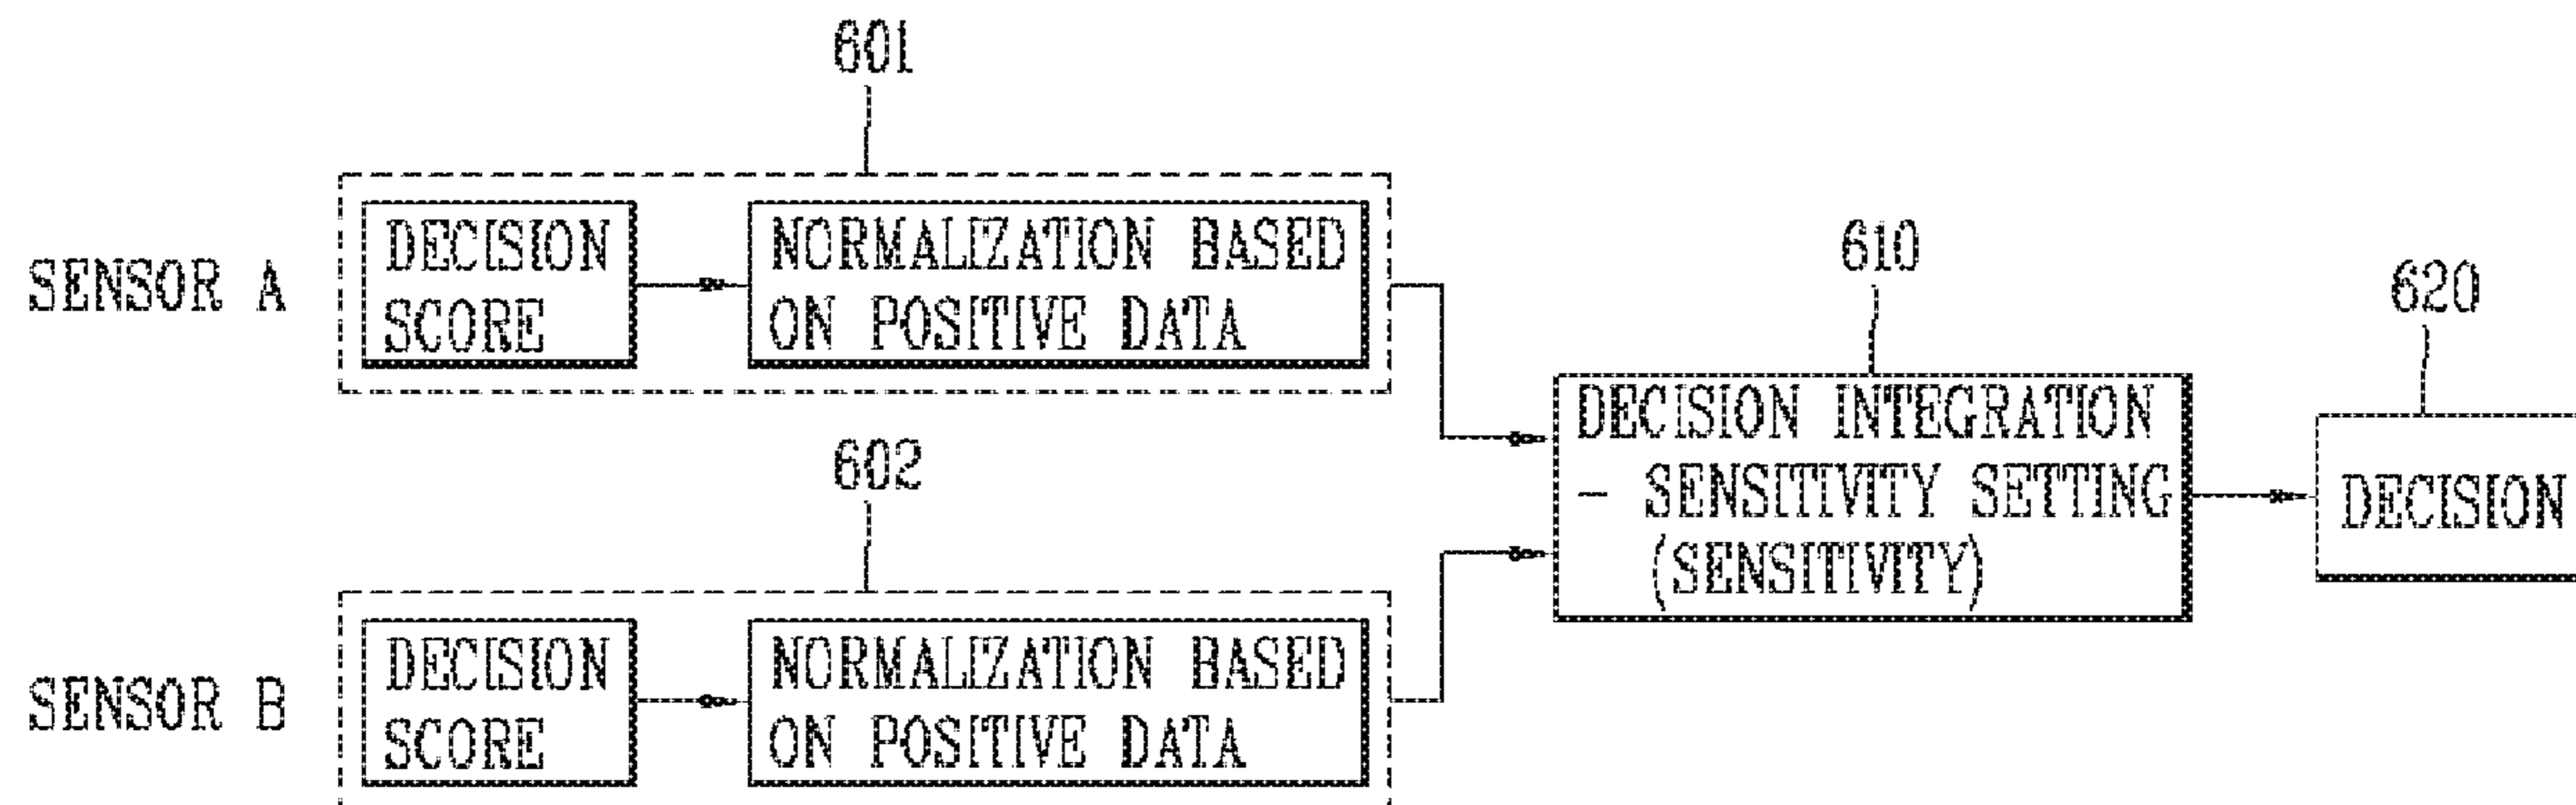 601
SENSOR A
DECISION
SCORE
NORMALIZATION BASED
ON POSITIVE DATA
602
SENSOR B
DECISION
SCORE
NORMALIZATION BASED
ON POSITIVE DATA
610
DECISION INTEGRATION
- SENSITIVITY SETTING
(SENSITIVITY)
620
DECISION